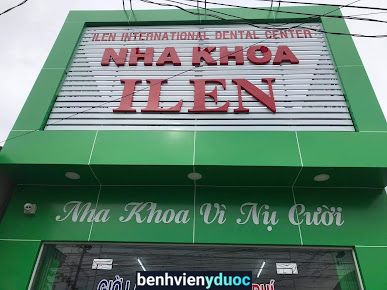 ILEN INTERNATIONAL DENTAL CENTER
NHA KHOA
ILEN
Nha Khoa Vì Nụ Cười
benhvienyduoc